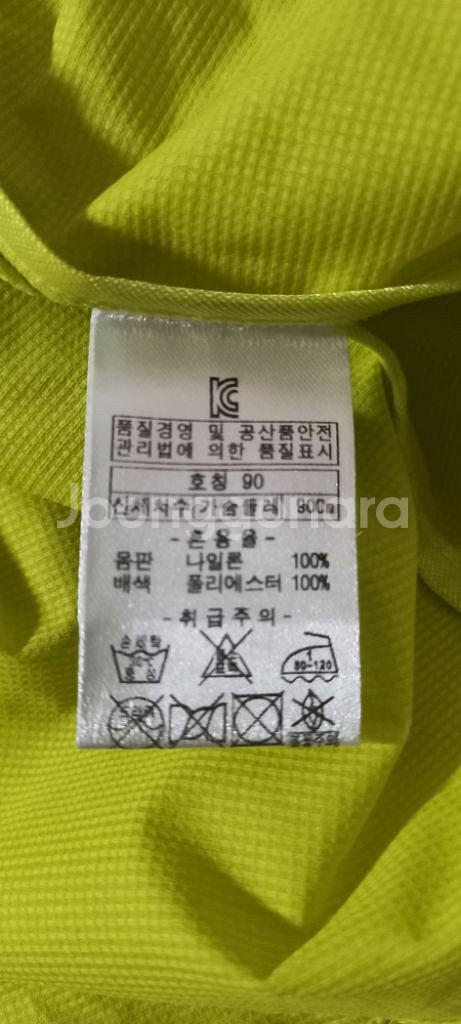 KC
품질경영 및 공산품안전
관리법에 의한 품질표시
호칭 90
신체치수 가슴둘레 900㎜
Joonggonara
- 혼용율 -
몸판 나일론 100%
배색 폴리에스터 100%
- 취급주의 -
손세탁
30℃
중성
1
80-120